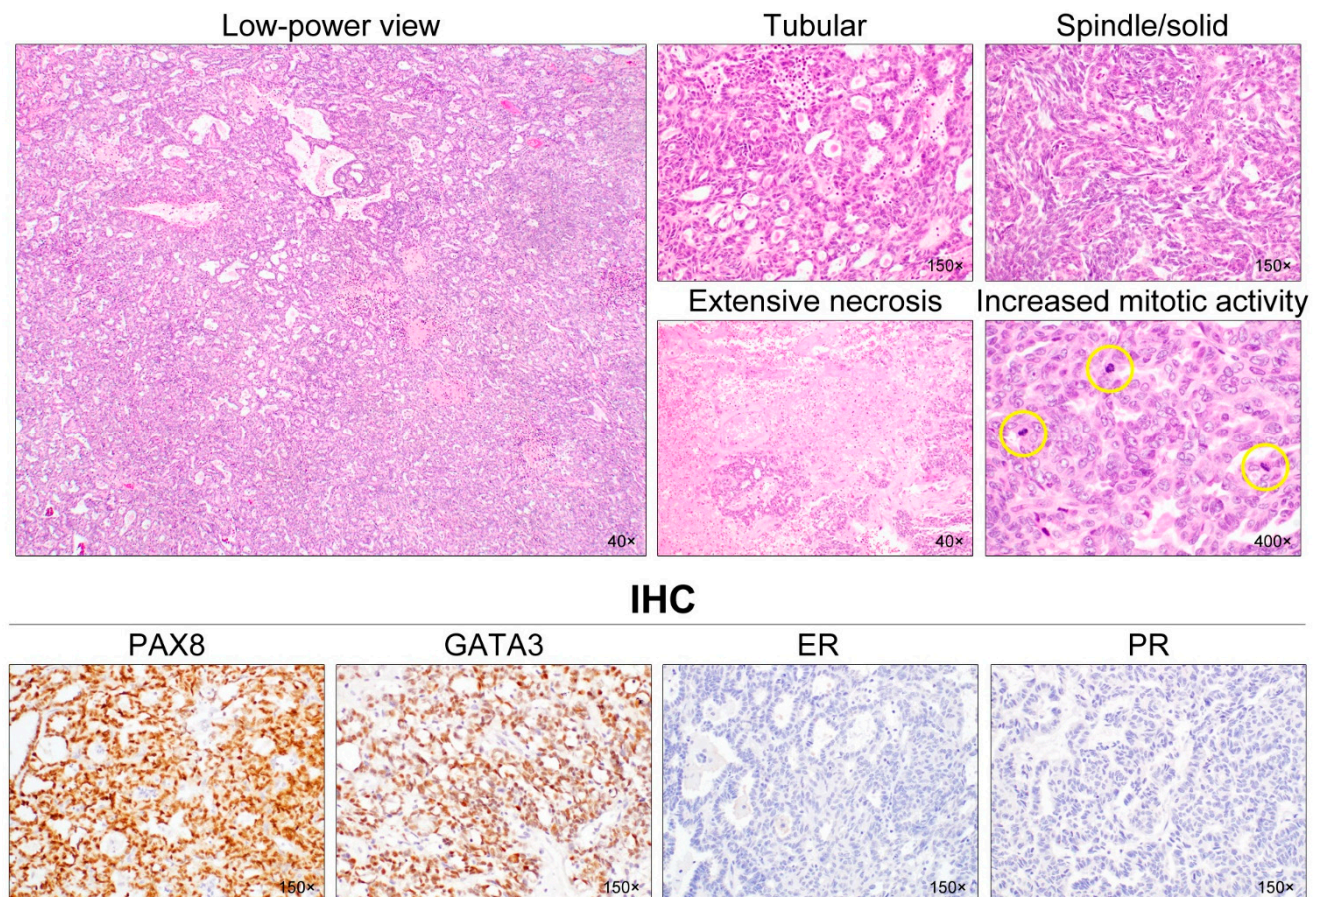 Low-power view
Tubular
Spindle/solid
40×
150×
150×
Extensive necrosis
Increased mitotic activity
40×
400×
IHC
PAX8
GATA3
ER
PR
150×
150×
150×
150×